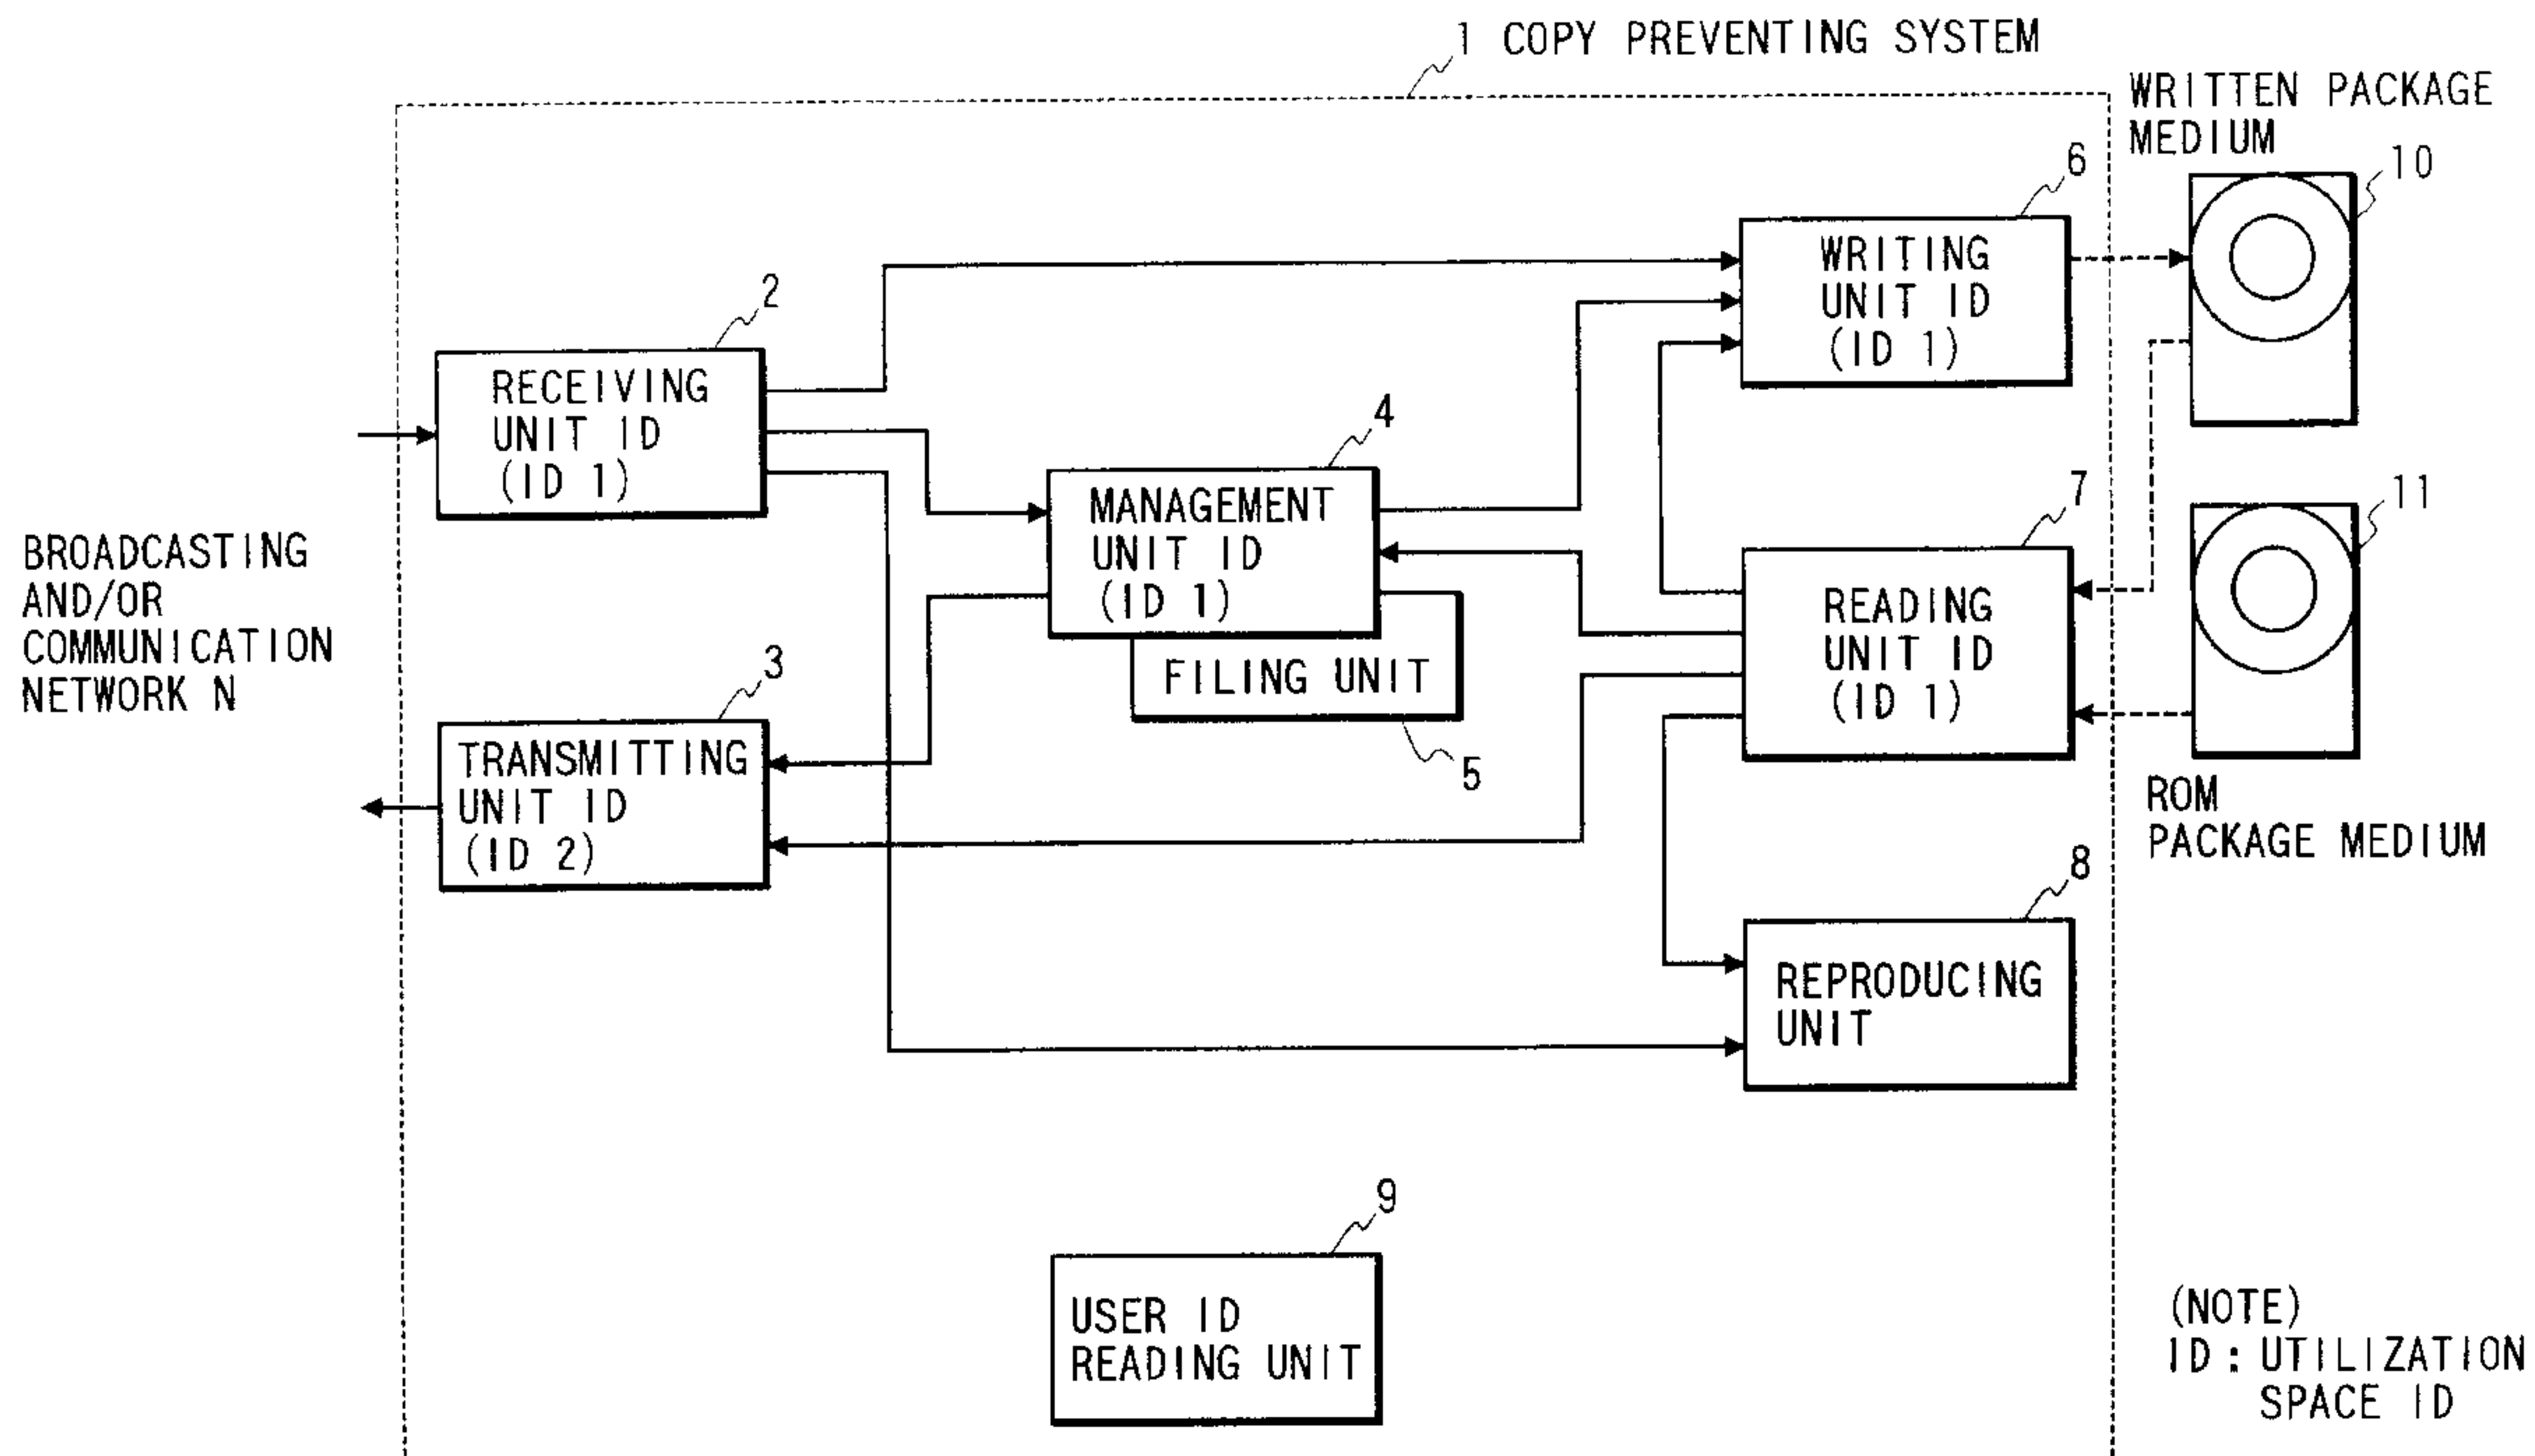 1 COPY PREVENTING SYSTEM
WRITTEN PACKAGE
MEDIUM
10
6
WRITING
UNIT ID
(ID 1)
2
RECEIVING
UNIT ID
(ID 1)
4
MANAGEMENT
UNIT ID
(ID 1)
FILING UNIT
5
7
READING
UNIT ID
(ID 1)
11
BROADCASTING
AND/OR
COMMUNICATION
NETWORK N
3
TRANSMITTING
UNIT ID
(ID 2)
ROM
PACKAGE MEDIUM
8
REPRODUCING
UNIT
9
USER ID
READING UNIT
(NOTE)
ID : UTILIZATION
SPACE ID